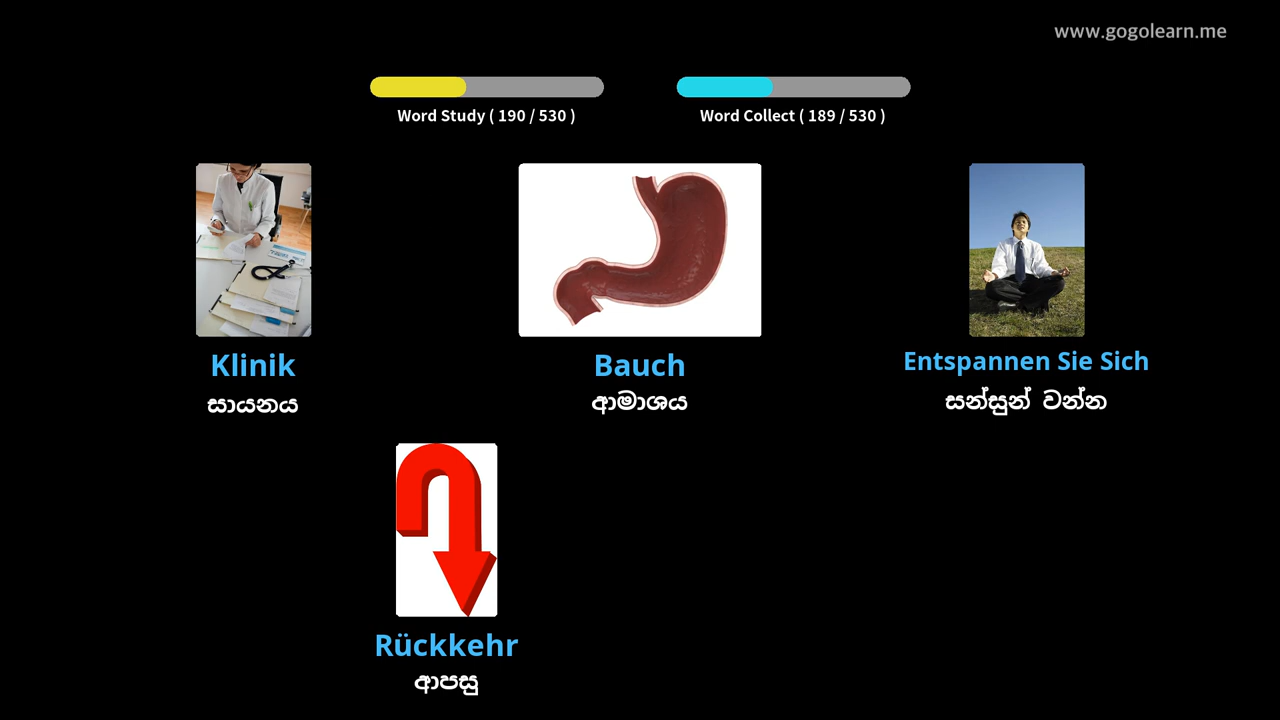 www.gogolearn.me
Word Study ( 190 / 530 )
Word Collect ( 189 / 530 )
Klinik
සායනය
Bauch
ආමාශය
Entspannen Sie Sich
සන්සුන් වන්න
Rückkehr
ආපසු